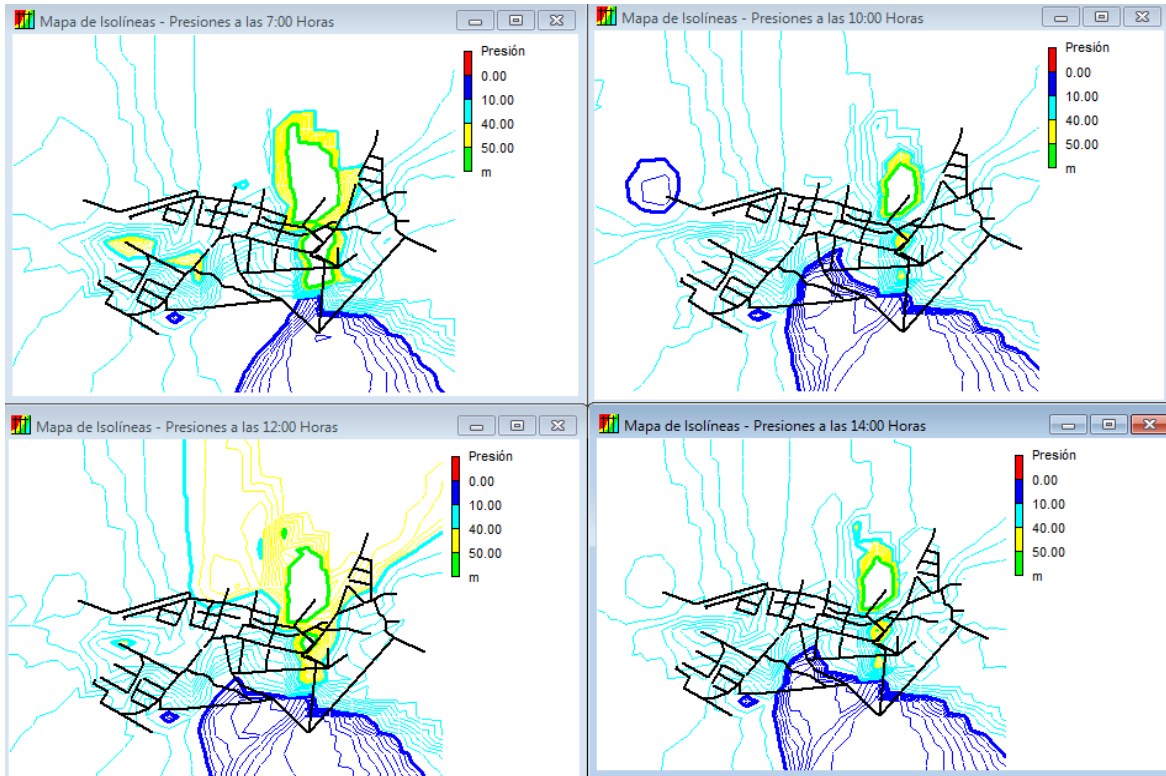 Mapa de Isolíneas - Presiones a las 7:00 Horas
Presión
0.00
10.00
40.00
50.00
m
Mapa de Isolíneas - Presiones a las 10:00 Horas
Presión
0.00
10.00
40.00
50.00
m
Mapa de Isolíneas - Presiones a las 12:00 Horas
Presión
0.00
10.00
40.00
50.00
m
Mapa de Isolíneas - Presiones a las 14:00 Horas
Presión
0.00
10.00
40.00
50.00
m